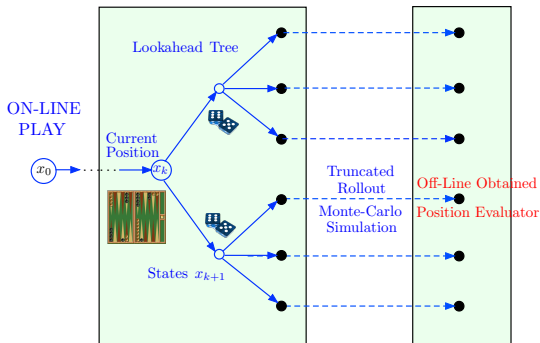 Lookahead Tree
ON-LINE
PLAY
Current
Position
x₀
xₖ
Truncated
Rollout
Monte-Carlo
Simulation
Off-Line Obtained
Position Evaluator
States xₖ₊₁